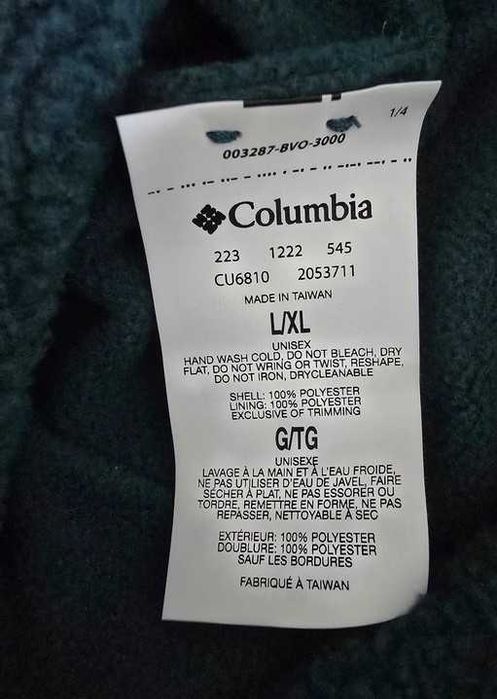 1/4
003287-BVO-3000
Columbia
223 1222 545
CU6810 2053711
MADE IN TAIWAN
L/XL
UNISEX
HAND WASH COLD, DO NOT BLEACH, DRY
FLAT, DO NOT WRING OR TWIST, RESHAPE,
DO NOT IRON, DRYCLEANABLE
SHELL: 100% POLYESTER
LINING: 100% POLYESTER
EXCLUSIVE OF TRIMMING
G/TG
UNISEXE
LAVAGE À LA MAIN ET À L'EAU FROIDE,
NE PAS UTILISER D'EAU DE JAVEL, FAIRE
SÉCHER À PLAT, NE PAS ESSORER OU
TORDRE, REMETTRE EN FORME, NE PAS
REPASSER, NETTOYABLE À SEC
EXTÉRIEUR: 100% POLYESTER
DOUBLURE: 100% POLYESTER
SAUF LES BORDURES
FABRIQUÉ À TAIWAN